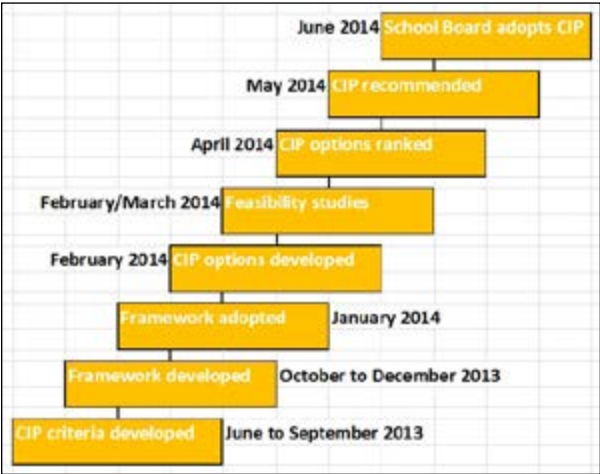 June 2014 School Board adopts CIP
May 2014 CIP recommended
April 2014 CIP options ranked
February/March 2014 Feasibility studies
February 2014 CIP options developed
Framework adopted January 2014
Framework developed October to December 2013
CIP criteria developed June to September 2013